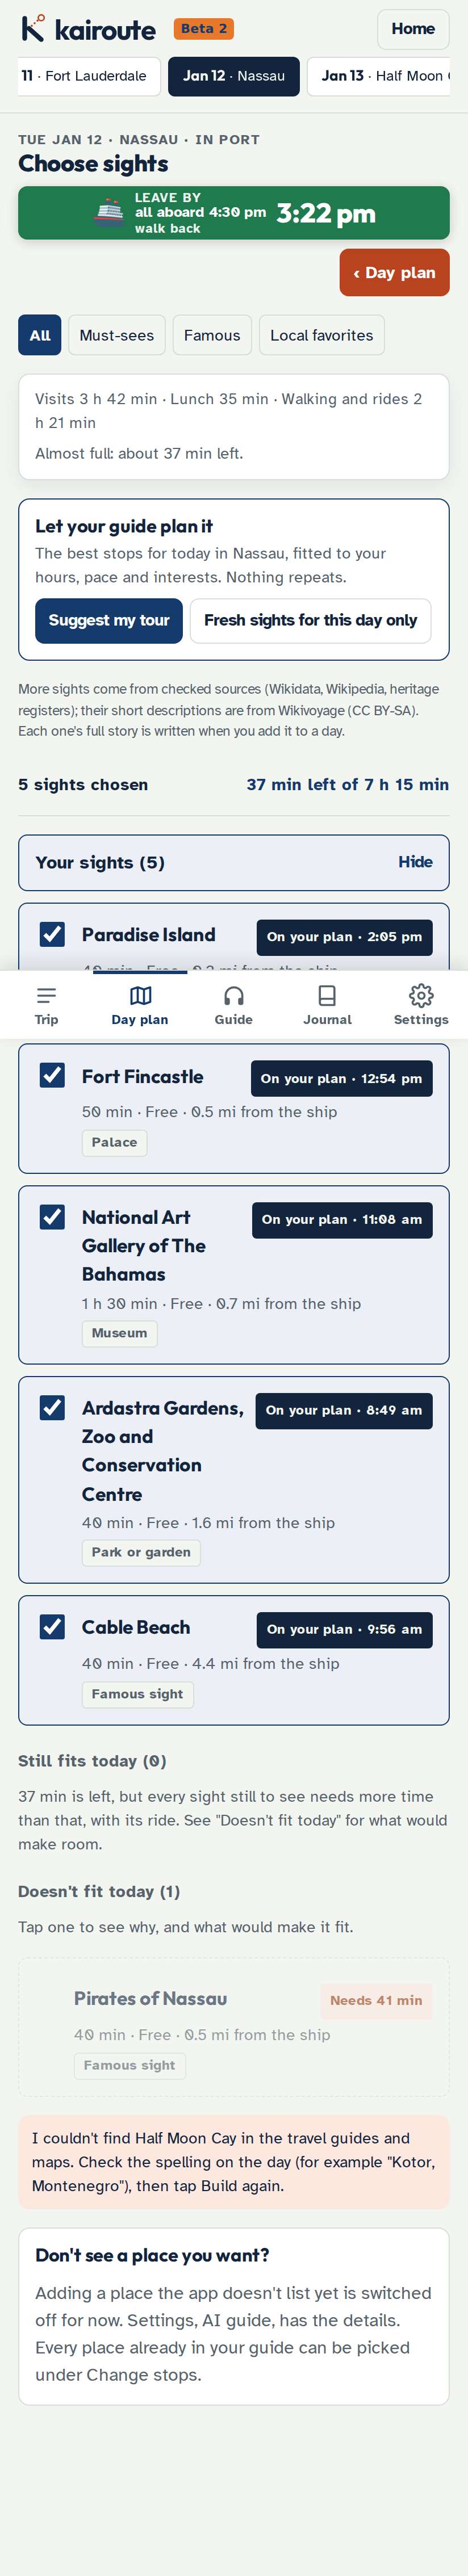 kairoute
Beta 2
Home
11 · Fort Lauderdale
Jan 12 · Nassau
Jan 13 · Half Moon
TUE JAN 12 · NASSAU · IN PORT
Choose sights
LEAVE BY
all aboard 4:30 pm
walk back
3:22 pm
‹ Day plan
All
Must-sees
Famous
Local favorites
Visits 3 h 42 min · Lunch 35 min · Walking and rides 2
h 21 min
Almost full: about 37 min left.
Let your guide plan it
The best stops for today in Nassau, fitted to your
hours, pace and interests. Nothing repeats.
Suggest my tour
Fresh sights for this day only
More sights come from checked sources (Wikidata, Wikipedia, heritage
registers); their short descriptions are from Wikivoyage (CC BY-SA).
Each one's full story is written when you add it to a day.
5 sights chosen
37 min left of 7 h 15 min
Your sights (5)
Hide
Paradise Island
On your plan · 2:05 pm
Trip
Day plan
Guide
Journal
Settings
Fort Fincastle
On your plan · 12:54 pm
50 min · Free · 0.5 mi from the ship
Palace
National Art
Gallery of The
Bahamas
On your plan · 11:08 am
1 h 30 min · Free · 0.7 mi from the ship
Museum
Ardastra Gardens,
Zoo and
Conservation
Centre
On your plan · 8:49 am
40 min · Free · 1.6 mi from the ship
Park or garden
Cable Beach
On your plan · 9:56 am
40 min · Free · 4.4 mi from the ship
Famous sight
Still fits today (0)
37 min is left, but every sight still to see needs more time
than that, with its ride. See "Doesn't fit today" for what would
make room.
Doesn't fit today (1)
Tap one to see why, and what would make it fit.
Pirates of Nassau
Needs 41 min
40 min · Free · 0.5 mi from the ship
Famous sight
I couldn't find Half Moon Cay in the travel guides and
maps. Check the spelling on the day (for example "Kotor,
Montenegro"), then tap Build again.
Don't see a place you want?
Adding a place the app doesn't list yet is switched
off for now. Settings, AI guide, has the details.
Every place already in your guide can be picked
under Change stops.